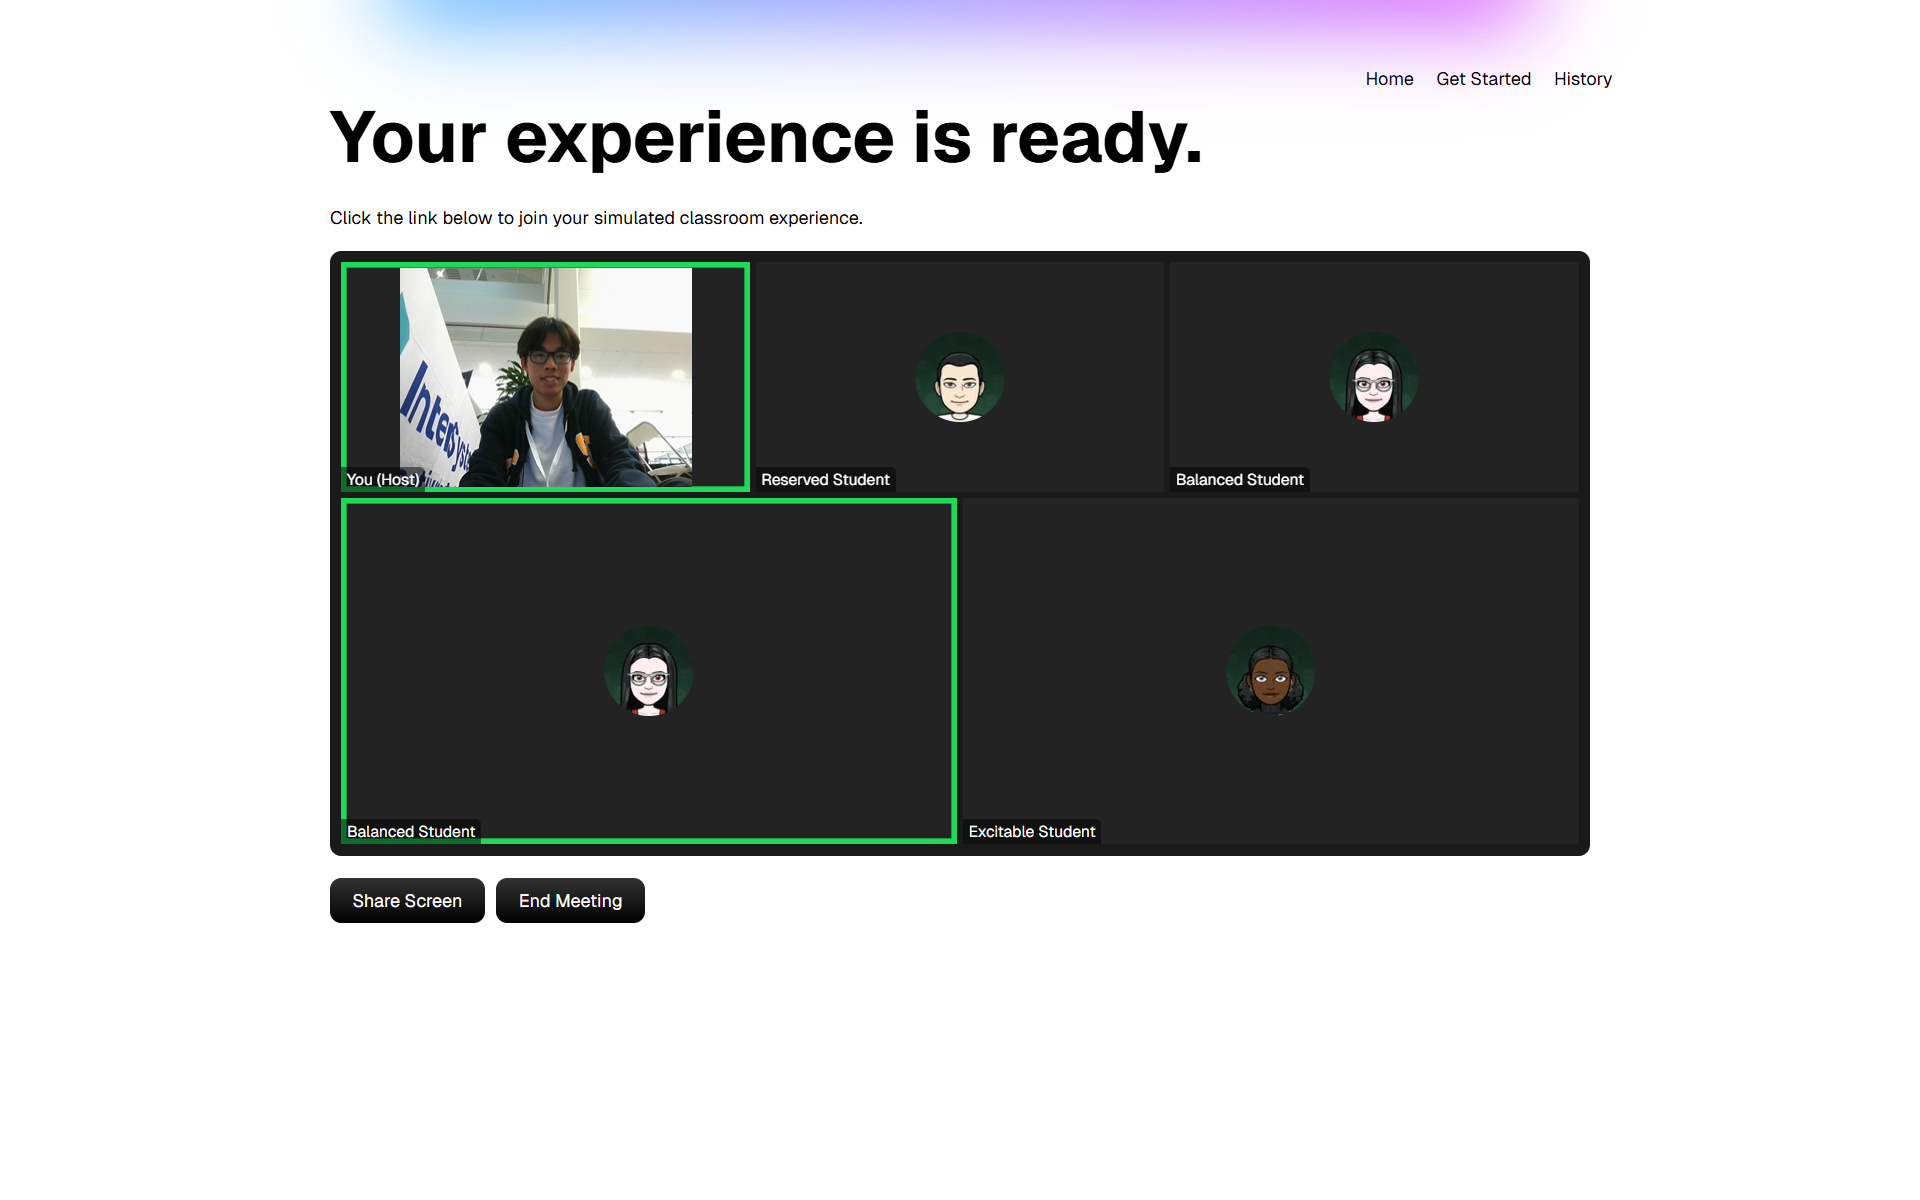 Home Get Started History
Your experience is ready.
Click the link below to join your simulated classroom experience.
You (Host)
Reserved Student
Balanced Student
Balanced Student
Excitable Student
Share Screen End Meeting